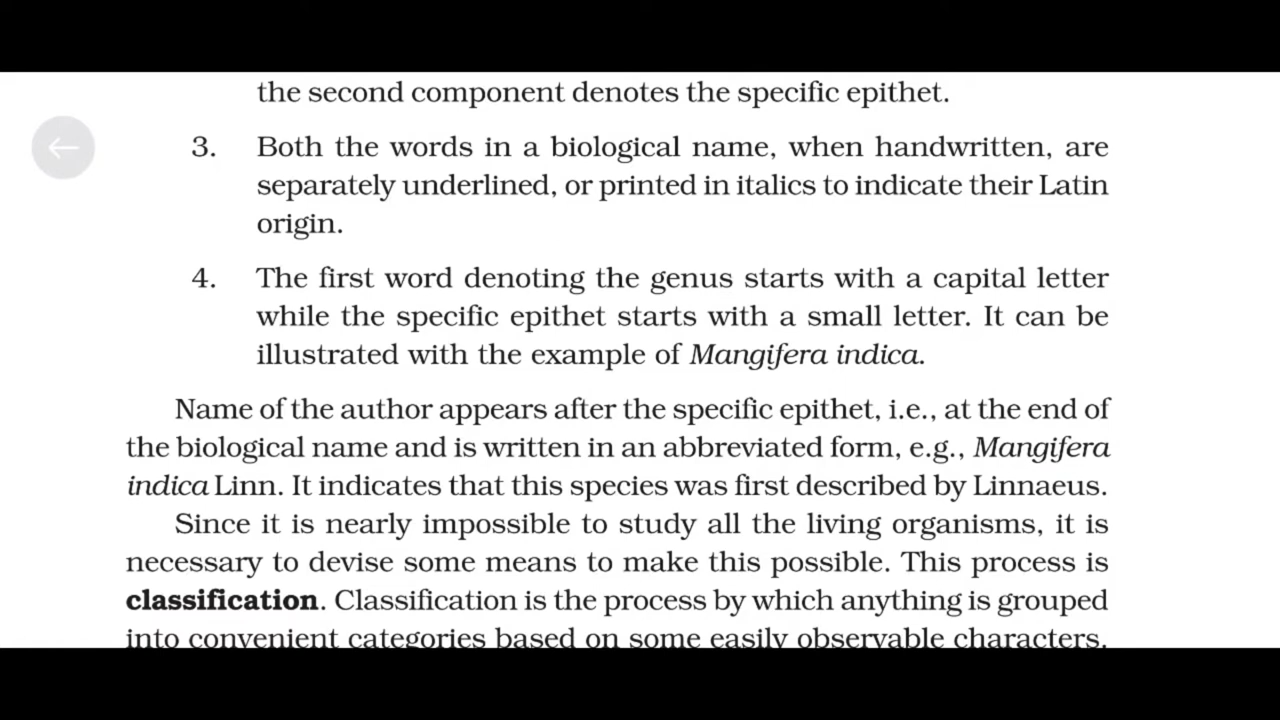 the second component denotes the specific epithet.
3. Both the words in a biological name, when handwritten, are
separately underlined, or printed in italics to indicate their Latin
origin.
4. The first word denoting the genus starts with a capital letter
while the specific epithet starts with a small letter. It can be
illustrated with the example of Mangifera indica.
Name of the author appears after the specific epithet, i.e., at the end of
the biological name and is written in an abbreviated form, e.g., Mangifera
indica Linn. It indicates that this species was first described by Linnaeus.
Since it is nearly impossible to study all the living organisms, it is
necessary to devise some means to make this possible. This process is
classification. Classification is the process by which anything is grouped
into convenient categories based on some easily observable characters.